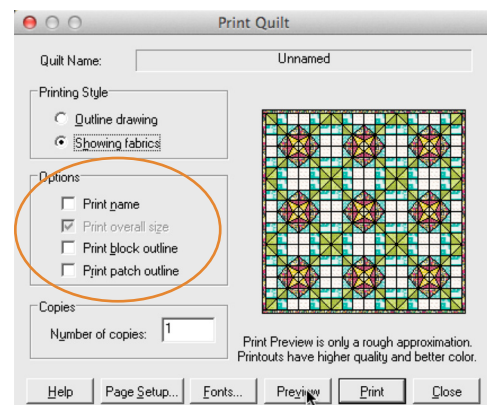 Print Quilt
Quilt Name:
Unnamed
Printing Style
Outline drawing
Showing fabrics
Options
Print name
Print overall size
Print block outline
Print patch outline
Copies
Number of copies: 1
Print Preview is only a rough approximation.
Printouts have higher quality and better color.
Help Page Setup... Fonts... Preview Print Close